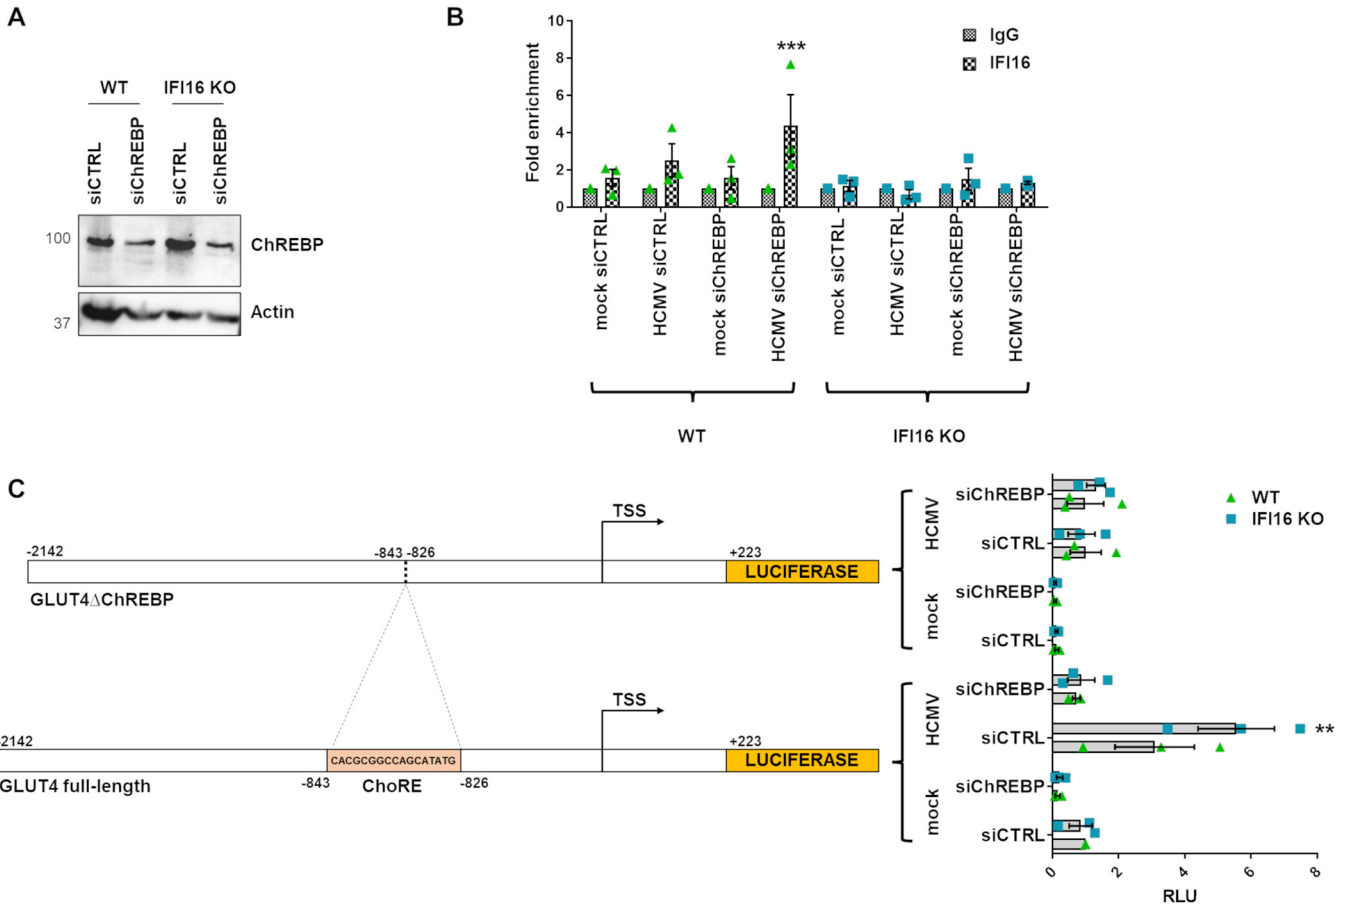 A
WT IFI16 KO
siCTRL siChREBP siCTRL siChREBP
100 ChREBP
37 Actin
B
Fold enrichment
10
8
6
4
2
0
***
IgG
IFI16
mock siCTRL
HCMV siCTRL
mock siChREBP
HCMV siChREBP
mock siCTRL
HCMV siCTRL
mock siChREBP
HCMV siChREBP
WT IFI16 KO
C
TSS
-2142 -843 -826 +223
LUCIFERASE
GLUT4ΔChREBP
TSS
2142 +223
CACGCGGCCAGCATATG LUCIFERASE
GLUT4 full-length -843 ChoRE -826
HCMV
mock
HCMV
mock
siChREBP
siCTRL
siChREBP
siCTRL
siChREBP
siCTRL **
siChREBP
siCTRL
0 2 4 6 8
RLU
WT
IFI16 KO